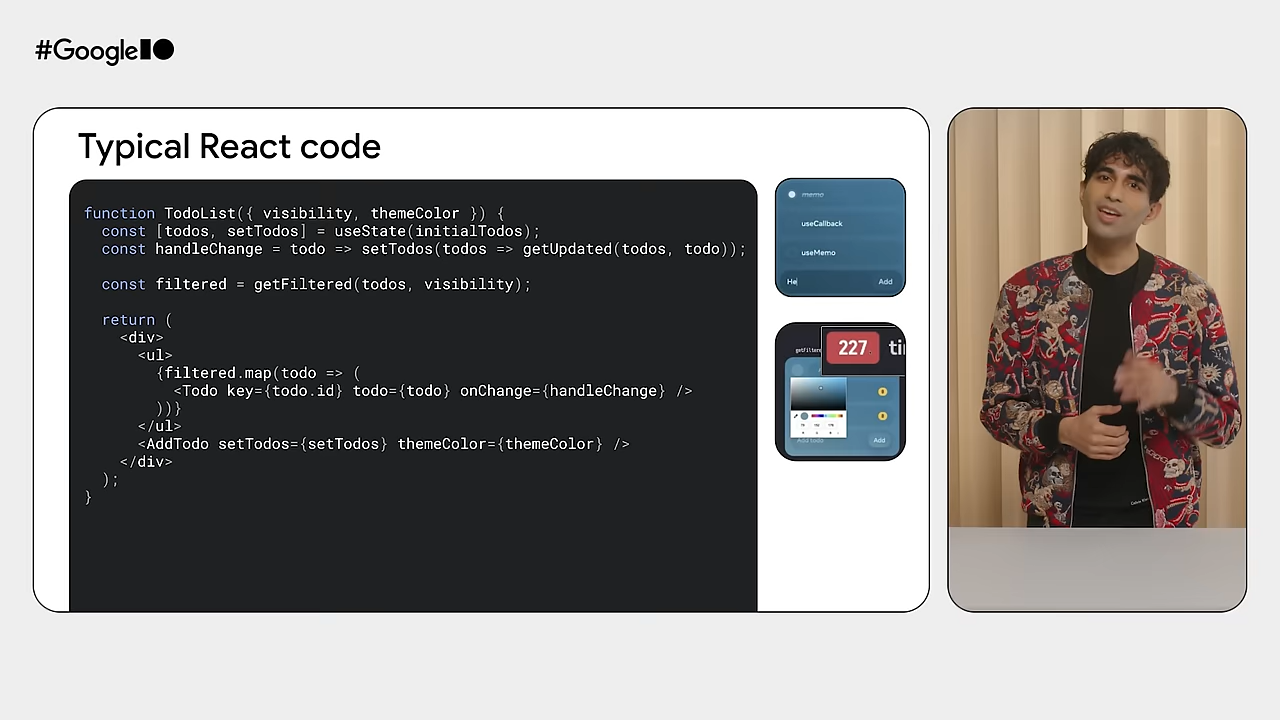 #GoogleIO
Typical React code
function TodoList({ visibility, themeColor }) {
  const [todos, setTodos] = useState(initialTodos);
  const handleChange = todo => setTodos(todos => getUpdated(todos, todo));
  const filtered = getFiltered(todos, visibility);
  return (
    <div>
      <ul>
        {filtered.map(todo => (
          <Todo key={todo.id} todo={todo} onChange={handleChange} />
        ))}
      </ul>
      <AddTodo setTodos={setTodos} themeColor={themeColor} />
    </div>
  );
}
memo
useCallback
useMemo
He
Add
227
Add todo
Add